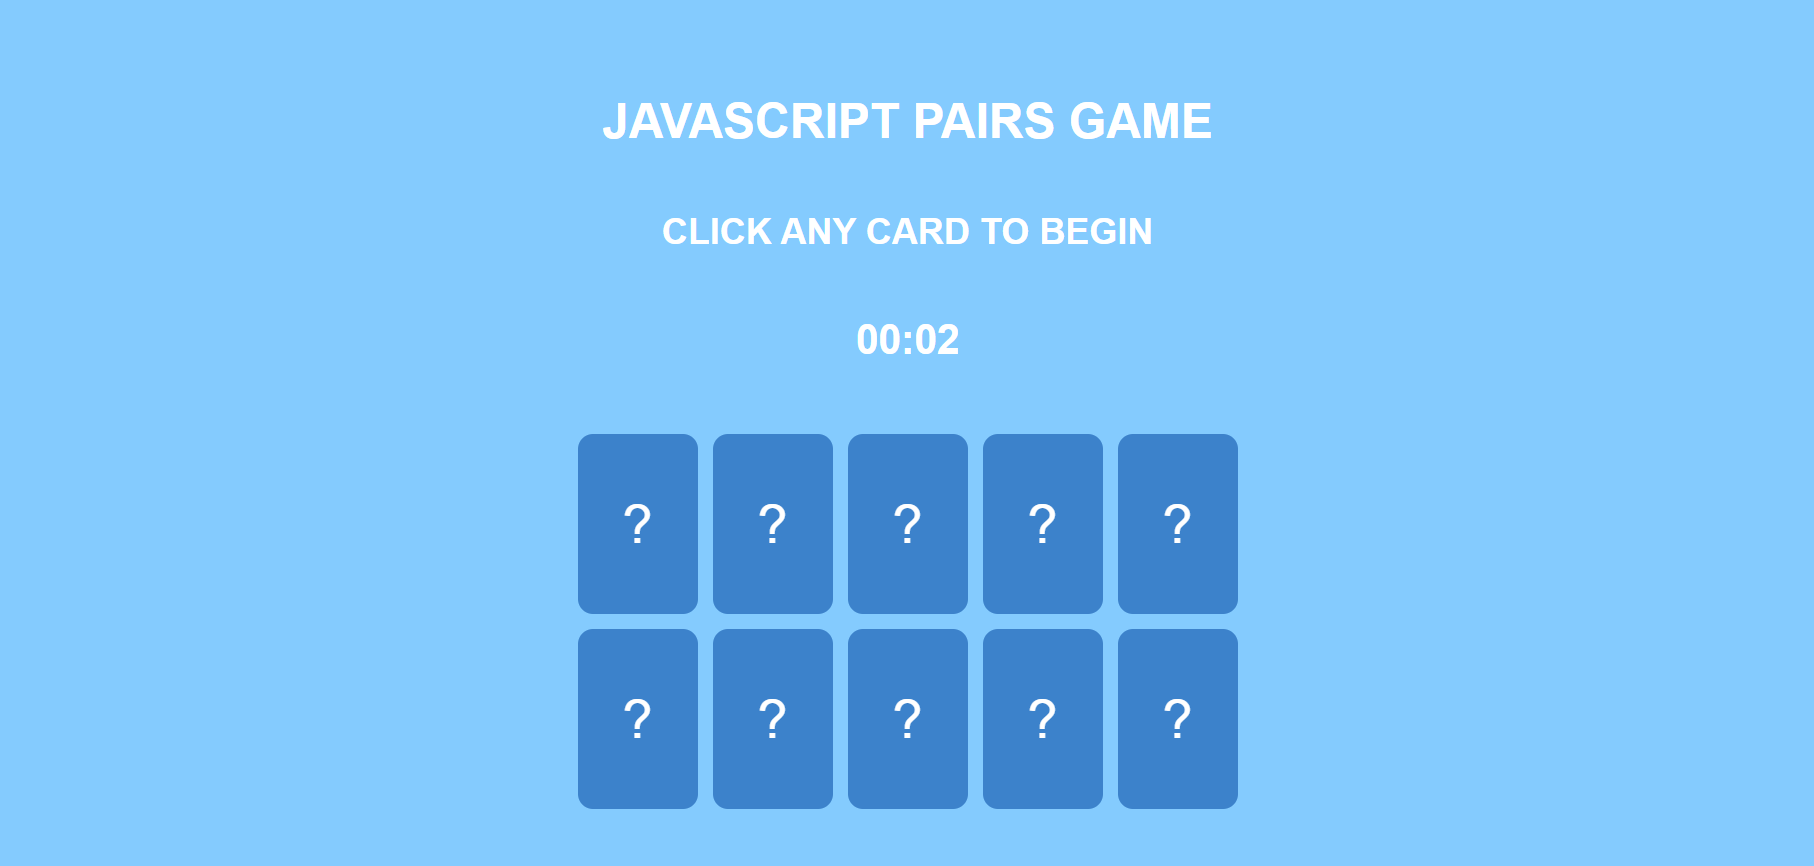 JAVASCRIPT PAIRS GAME
CLICK ANY CARD TO BEGIN
00:02
? ? ? ? ?
? ? ? ? ?